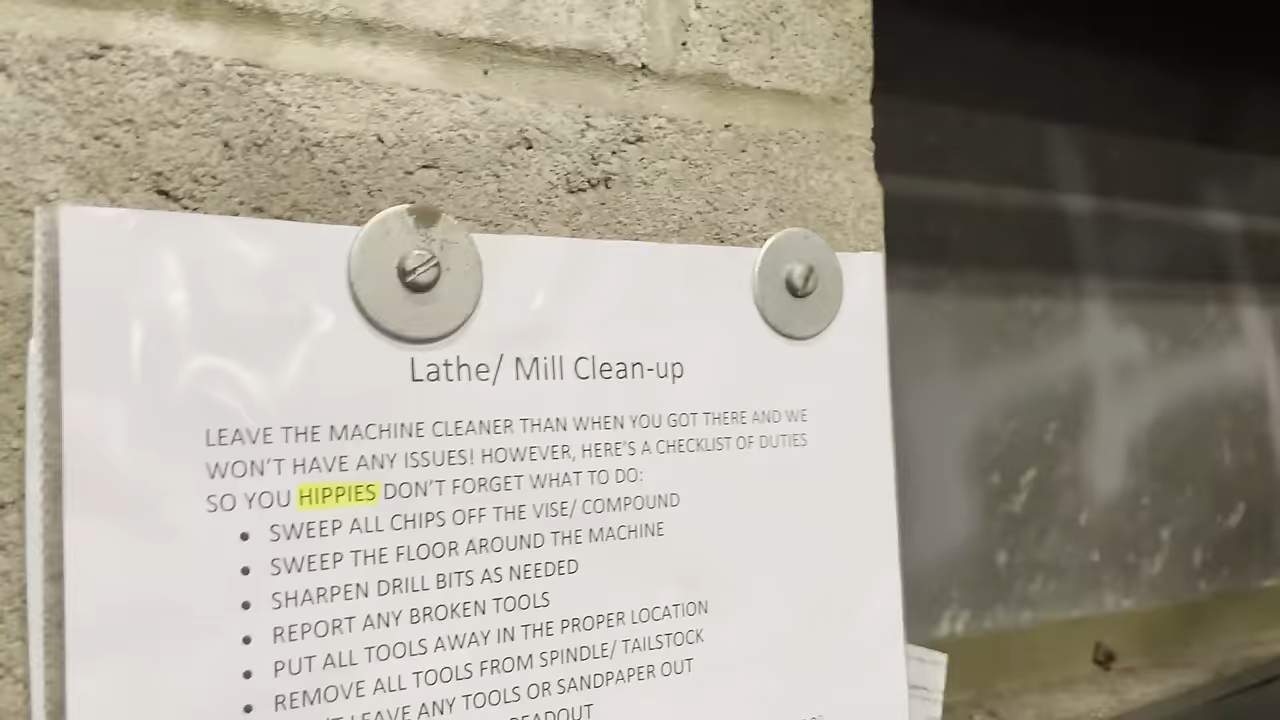 Lathe/ Mill Clean-up
LEAVE THE MACHINE CLEANER THAN WHEN YOU GOT THERE AND WE
WON'T HAVE ANY ISSUES! HOWEVER, HERE'S A CHECKLIST OF DUTIES
SO YOU HIPPIES DON'T FORGET WHAT TO DO:
• SWEEP ALL CHIPS OFF THE VISE/ COMPOUND
• SWEEP THE FLOOR AROUND THE MACHINE
• SHARPEN DRILL BITS AS NEEDED
• REPORT ANY BROKEN TOOLS
• PUT ALL TOOLS AWAY IN THE PROPER LOCATION
• REMOVE ALL TOOLS FROM SPINDLE/ TAILSTOCK
LEAVE ANY TOOLS OR SANDPAPER OUT